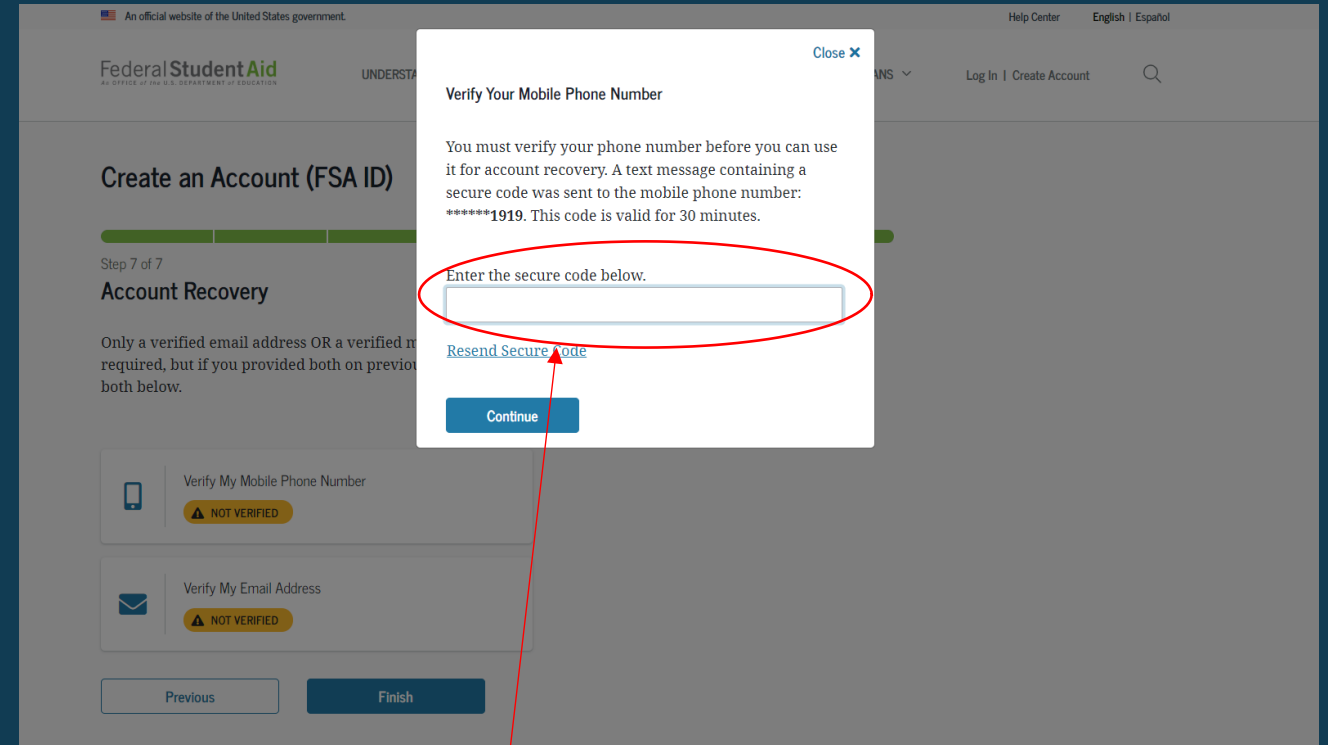 An official website of the United States government.
Help Center English | Español
Federal Student Aid
An OFFICE of the U.S. DEPARTMENT of EDUCATION
UNDERSTA
ANS
Log In | Create Account
Close ×
Verify Your Mobile Phone Number
You must verify your phone number before you can use
it for account recovery. A text message containing a
secure code was sent to the mobile phone number:
******1919. This code is valid for 30 minutes.
Enter the secure code below.
Resend Secure Code
Continue
Create an Account (FSA ID)
Step 7 of 7
Account Recovery
Only a verified email address OR a verified m
required, but if you provided both on previou
both below.
Verify My Mobile Phone Number
NOT VERIFIED
Verify My Email Address
NOT VERIFIED
Previous
Finish